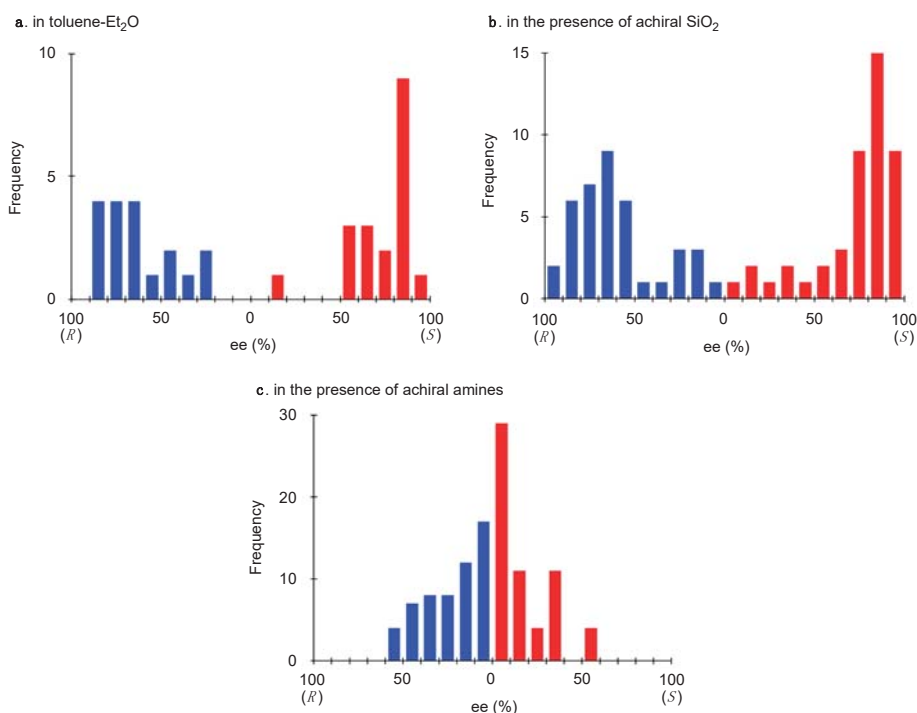 a. in toluene-Et₂O
10
5
0
Frequency
100
50
0
50
100
(R)
(S)
ee (%)
b. in the presence of achiral SiO₂
15
10
5
0
Frequency
100
50
0
50
100
(R)
(S)
ee (%)
c. in the presence of achiral amines
30
20
10
0
Frequency
100
50
0
50
100
(R)
(S)
ee (%)